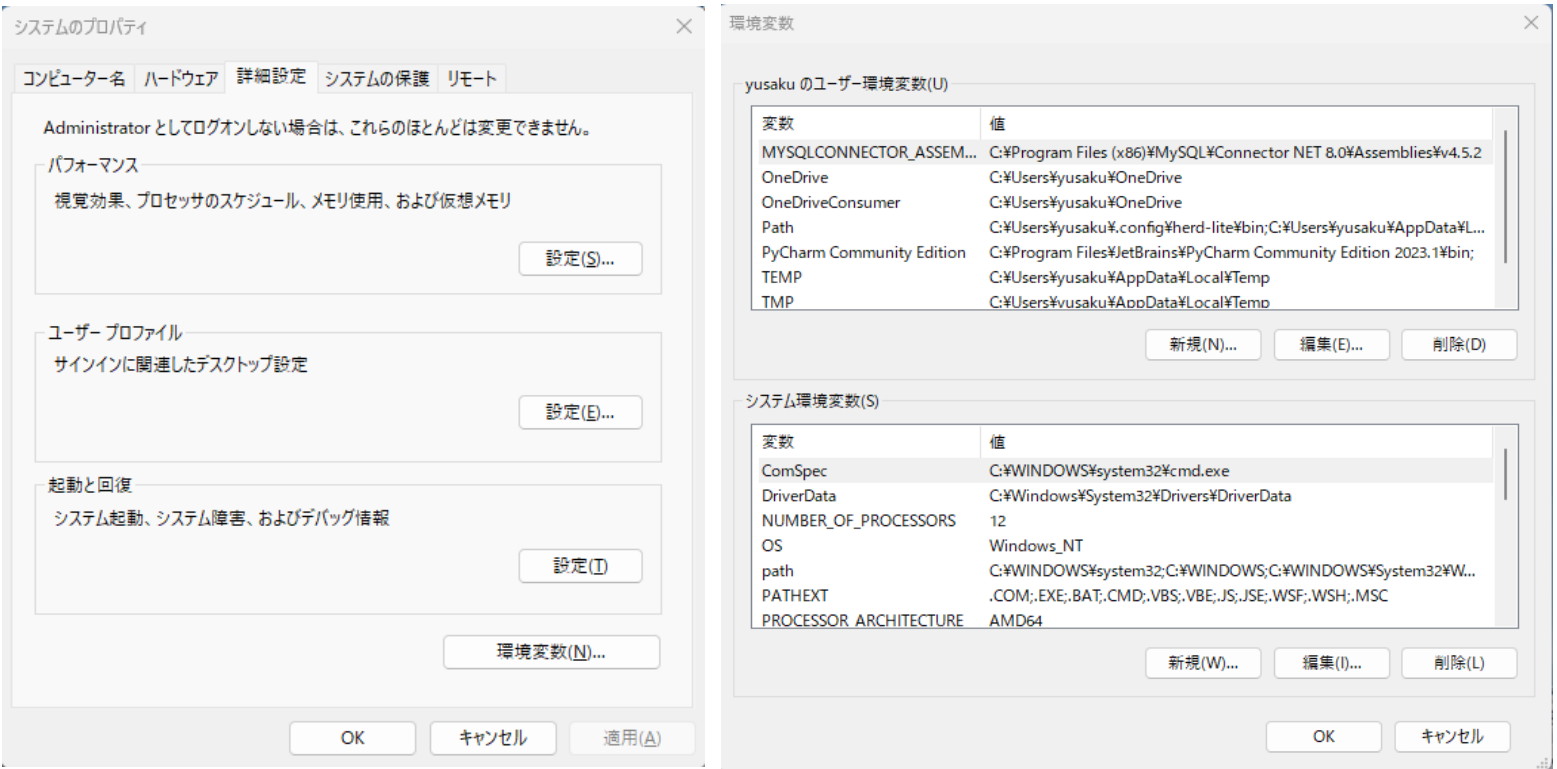 システムのプロパティ
コンピューター名 ハードウェア 詳細設定 システムの保護 リモート
Administrator としてログオンしない場合は、これらのほとんどは変更できません。
パフォーマンス
視覚効果、プロセッサのスケジュール、メモリ使用、および仮想メモリ
設定(S)...
ユーザー プロファイル
サインインに関連したデスクトップ設定
設定(E)...
起動と回復
システム起動、システム障害、およびデバッグ情報
設定(T)
環境変数(N)...
OK キャンセル 適用(A)
環境変数
yusaku のユーザー環境変数(U)
変数 値
MYSQLCONNECTOR_ASSEM... C:¥Program Files (x86)¥MySQL¥Connector NET 8.0¥Assemblies¥v4.5.2
OneDrive C:¥Users¥yusaku¥OneDrive
OneDriveConsumer C:¥Users¥yusaku¥OneDrive
Path C:¥Users¥yusaku¥.config¥herd-lite¥bin;C:¥Users¥yusaku¥AppData¥L...
PyCharm Community Edition C:¥Program Files¥JetBrains¥PyCharm Community Edition 2023.1¥bin;
TEMP C:¥Users¥yusaku¥AppData¥Local¥Temp
TMP C:¥Users¥yusaku¥AppData¥Local¥Temp
新規(N)... 編集(E)... 削除(D)
システム環境変数(S)
変数 値
ComSpec C:¥WINDOWS¥system32¥cmd.exe
DriverData C:¥Windows¥System32¥Drivers¥DriverData
NUMBER_OF_PROCESSORS 12
OS Windows_NT
path C:¥WINDOWS¥system32;C:¥WINDOWS;C:¥WINDOWS¥System32¥W...
PATHEXT .COM;.EXE;.BAT;.CMD;.VBS;.VBE;.JS;.JSE;.WSF;.WSH;.MSC
PROCESSOR_ARCHITECTURE AMD64
新規(W)... 編集(I)... 削除(L)
OK キャンセル